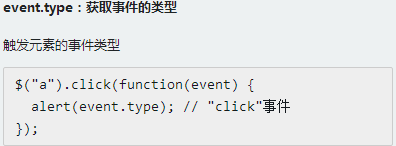 event.type：获取事件的类型
触发元素的事件类型
$("a").click(function(event) {
  alert(event.type); // "click"事件
});